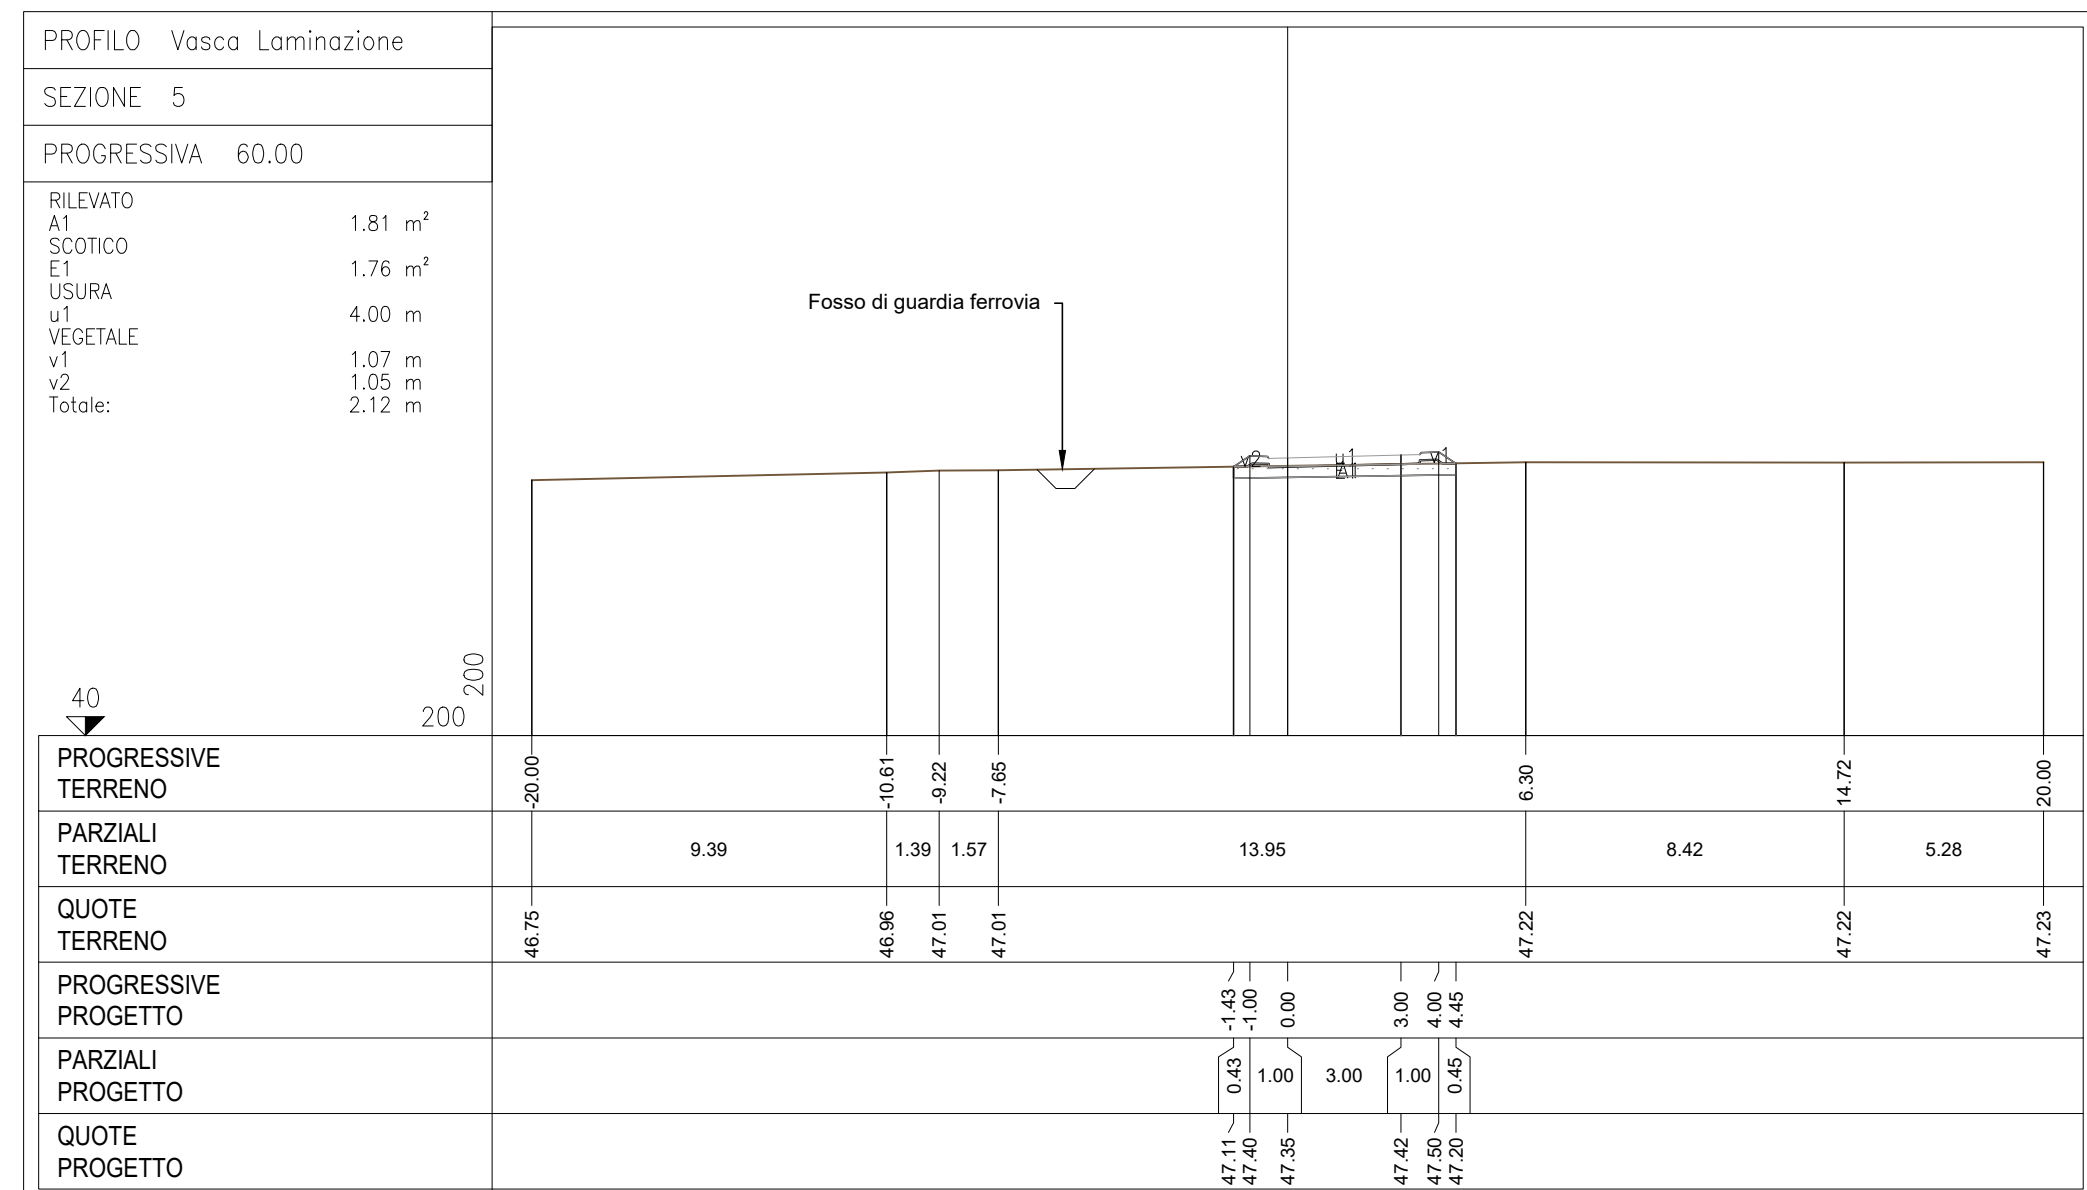 PROFILO Vasca Laminazione
SEZIONE 5
PROGRESSIVA 60.00
RILEVATO
A1 1.81 m²
SCOTICO
E1 1.76 m²
USURA
u1 4.00 m
VEGETALE
v1 1.07 m
v2 1.05 m
Totale: 2.12 m
Fosso di guardia ferrovia
v2 u1 v1
A1
40
200
200
PROGRESSIVE
TERRENO
-20.00 -10.61 -9.22 -7.65 6.30 14.72 20.00
PARZIALI
TERRENO
9.39 1.39 1.57 13.95 8.42 5.28
QUOTE
TERRENO
46.75 46.96 47.01 47.01 47.22 47.22 47.23
PROGRESSIVE
PROGETTO
-1.43 -1.00 0.00 3.00 4.00 4.45
PARZIALI
PROGETTO
0.43 1.00 3.00 1.00 0.45
QUOTE
PROGETTO
47.11 47.40 47.35 47.42 47.50 47.20